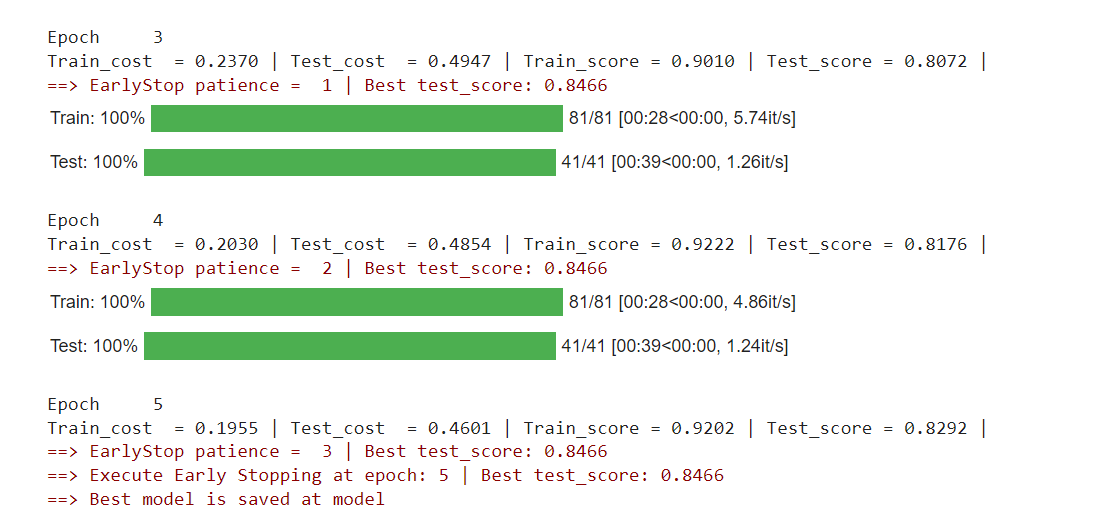 Epoch     3
Train_cost  = 0.2370 | Test_cost  = 0.4947 | Train_score = 0.9010 | Test_score = 0.8072 |
==> EarlyStop patience =  1 | Best test_score: 0.8466
Train: 100% 81/81 [00:28<00:00, 5.74it/s]
Test: 100% 41/41 [00:39<00:00, 1.26it/s]
Epoch     4
Train_cost  = 0.2030 | Test_cost  = 0.4854 | Train_score = 0.9222 | Test_score = 0.8176 |
==> EarlyStop patience =  2 | Best test_score: 0.8466
Train: 100% 81/81 [00:28<00:00, 4.86it/s]
Test: 100% 41/41 [00:39<00:00, 1.24it/s]
Epoch     5
Train_cost  = 0.1955 | Test_cost  = 0.4601 | Train_score = 0.9202 | Test_score = 0.8292 |
==> EarlyStop patience =  3 | Best test_score: 0.8466
==> Execute Early Stopping at epoch: 5 | Best test_score: 0.8466
==> Best model is saved at model